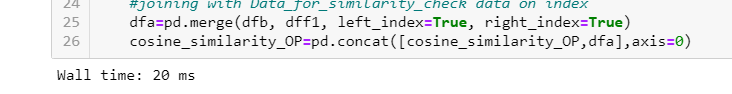 24 #joining with Data_for_similarity_check data on index
25 dfa=pd.merge(dfb, dff1, left_index=True, right_index=True)
26 cosine_similarity_OP=pd.concat([cosine_similarity_OP,dfa],axis=0)
Wall time: 20 ms